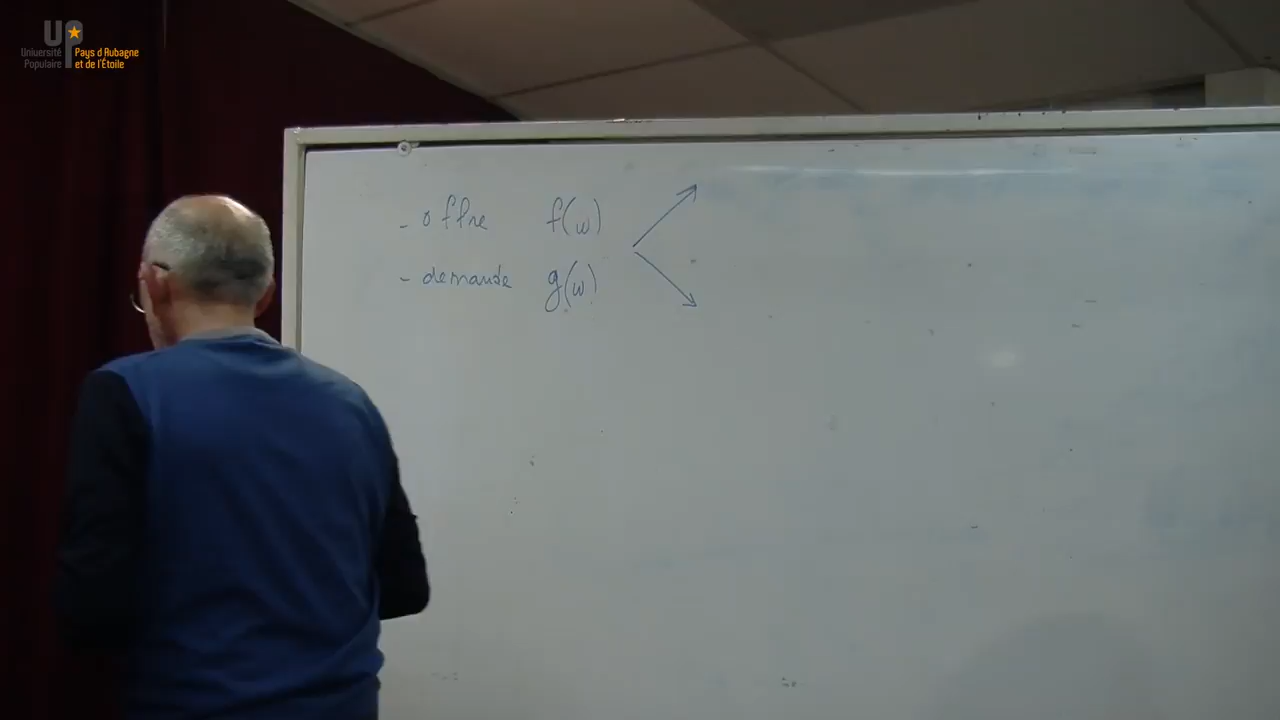 UP
Université Populaire
Pays d'Aubagne et de l'Étoile
- offre f(w)
- demande g(w)